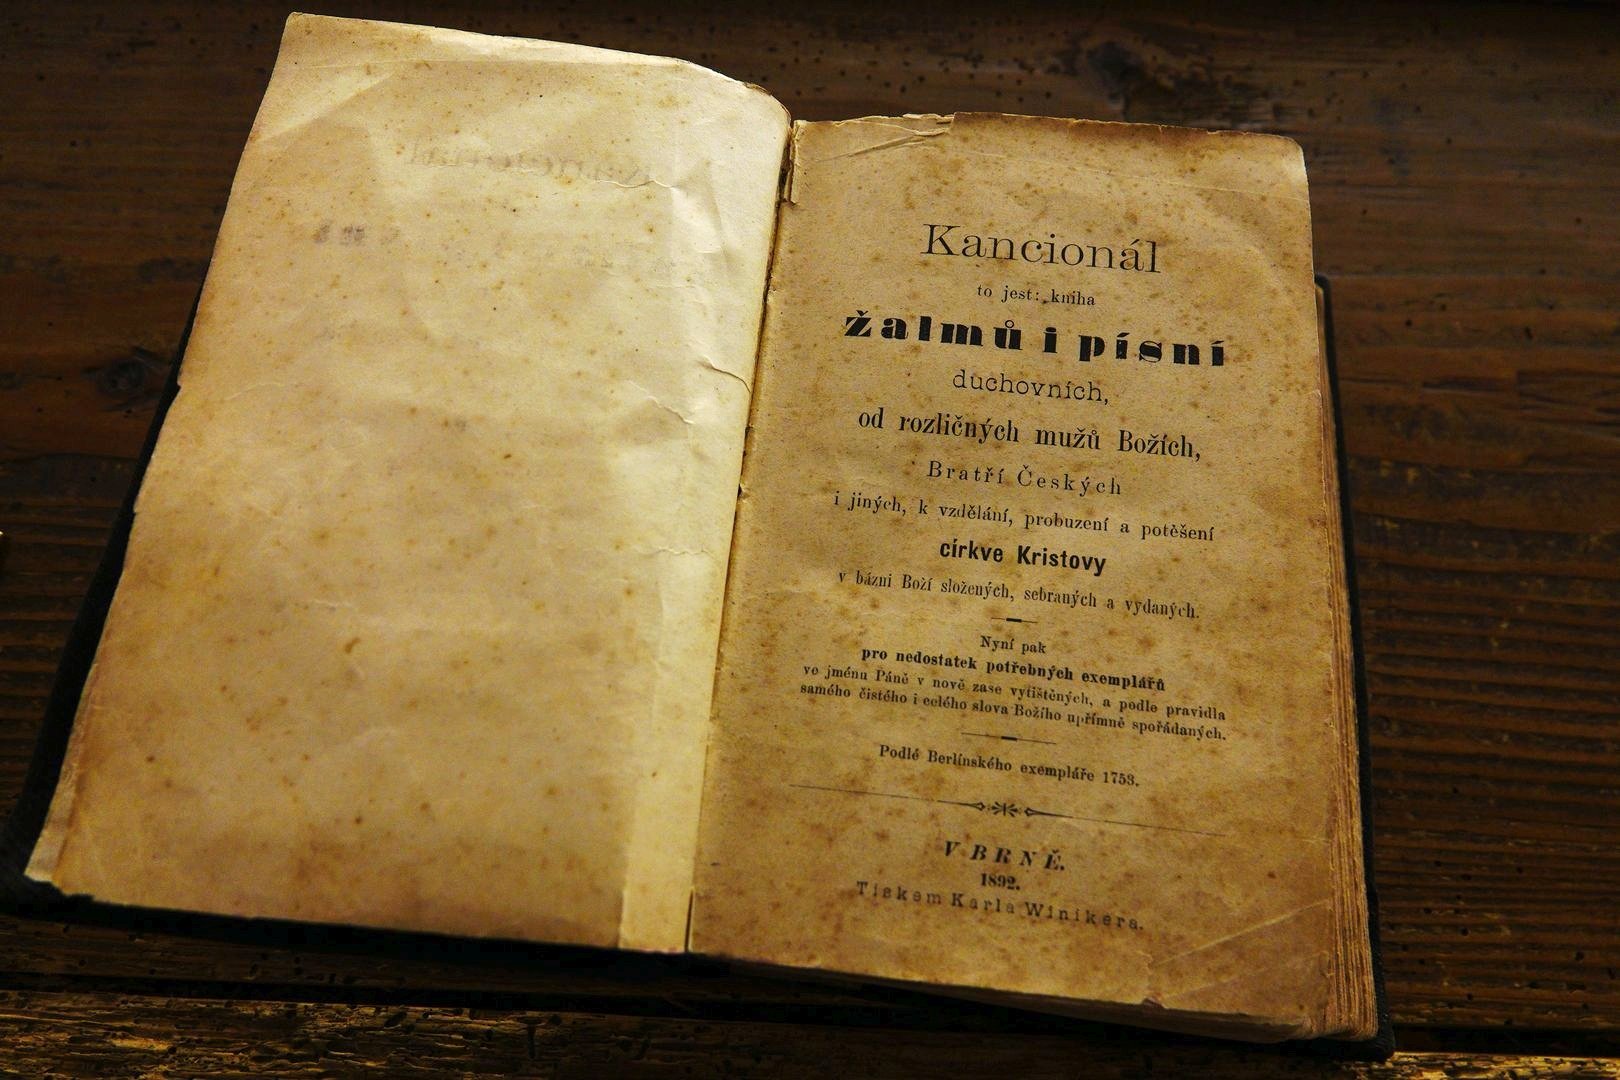 Kancionál
to jest: kniha
žalmů i písní
duchovních,
od rozličných mužů Božích,
Bratří Českých
i jiných, k vzdělání, probuzení a potěšení
církve Kristovy
v bázni Boží složených, sebraných a vydaných.
Nyní pak
pro nedostatek potřebných exemplářů
ve jménu Páně v nově zase vytištěných, a podle pravidla
samého čistého i celého slova Božího upřímně spořádaných.
Podlé Berlínského exempláře 1753.
V BRNĚ.
1892.
Tiskem Karla Winikera.